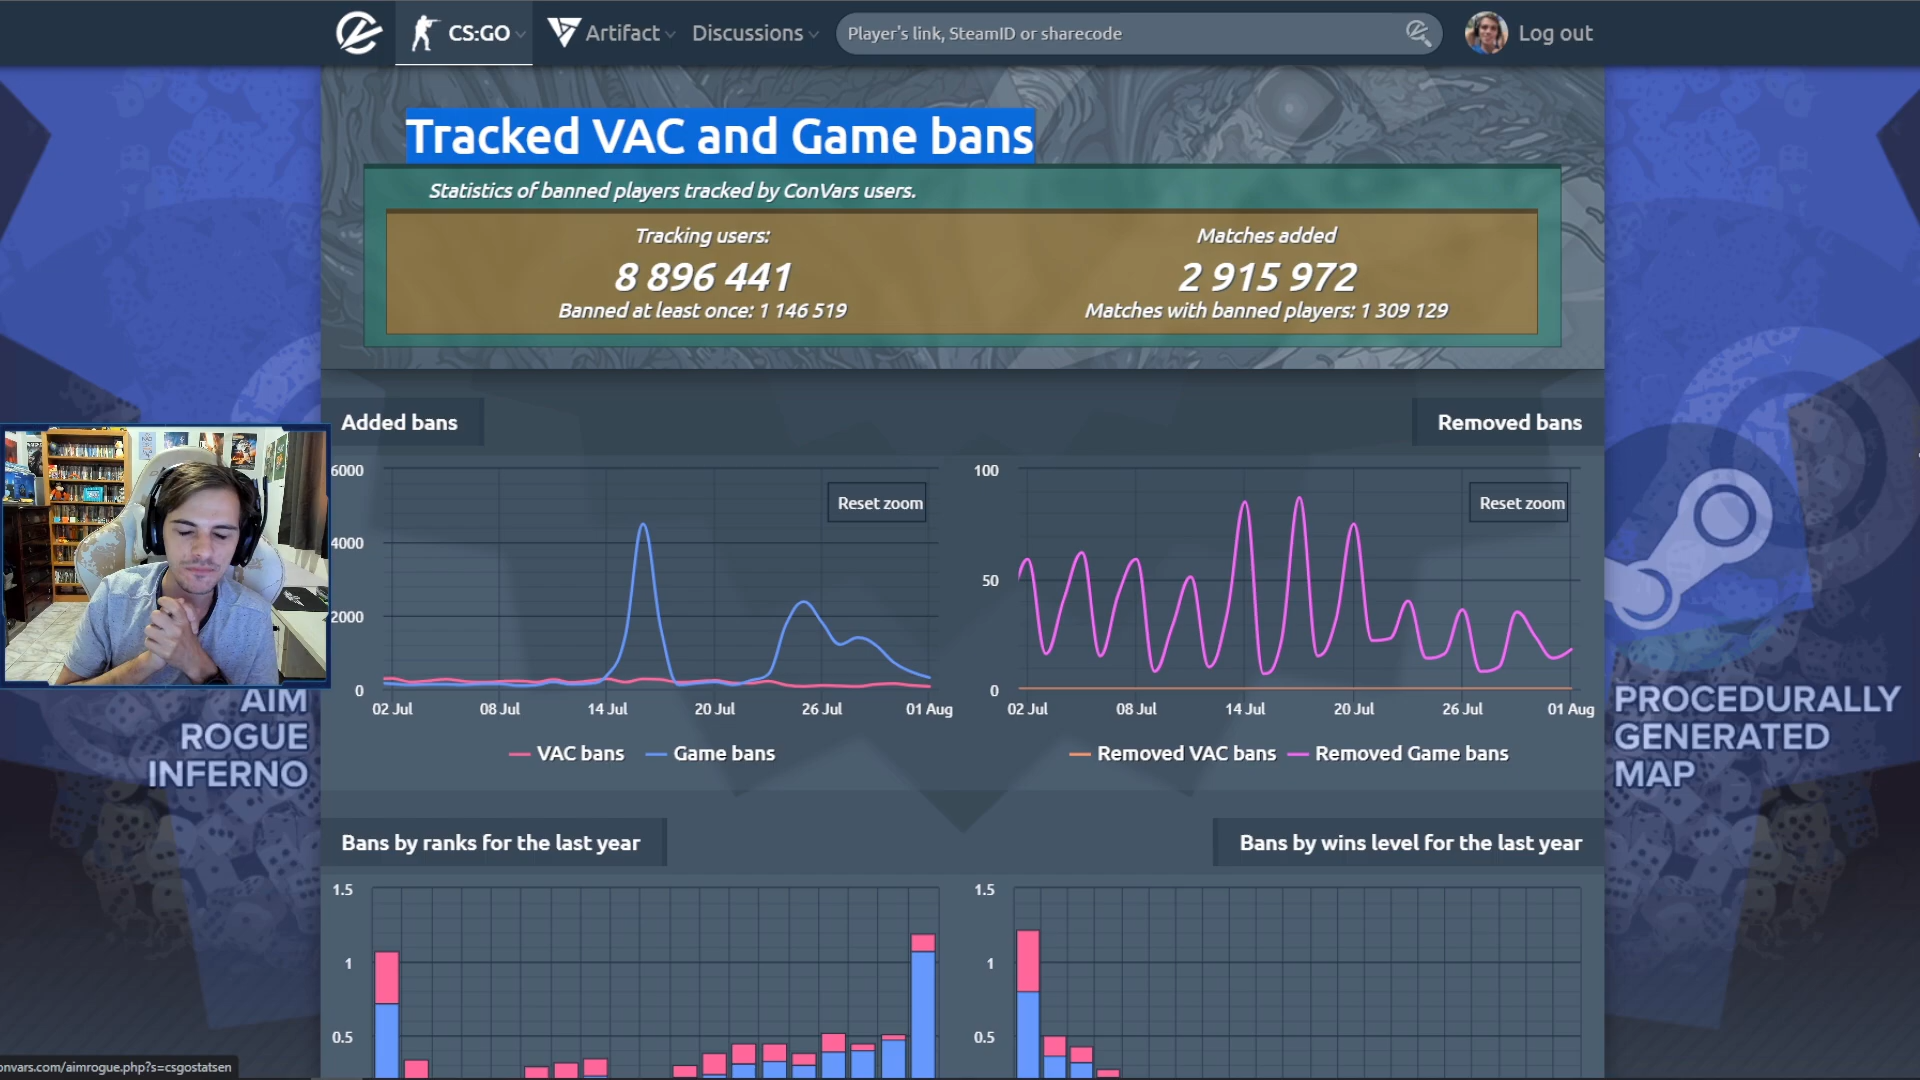 CS:GO
Artifact
Discussions
Player's link, SteamID or sharecode
Log out
Tracked VAC and Game bans
Statistics of banned players tracked by ConVars users.
Tracking users:
8 896 441
Banned at least once: 1 146 519
Matches added
2 915 972
Matches with banned players: 1 309 129
Added bans
6000
4000
2000
0
Reset zoom
02 Jul
08 Jul
14 Jul
20 Jul
26 Jul
01 Aug
VAC bans
Game bans
Removed bans
100
50
0
Reset zoom
02 Jul
08 Jul
14 Jul
20 Jul
26 Jul
01 Aug
Removed VAC bans
Removed Game bans
AIM
ROGUE
INFERNO
PROCEDURALLY
GENERATED
MAP
Bans by ranks for the last year
1.5
1
0.5
Bans by wins level for the last year
1.5
1
0.5
onvars.com/aimrogue.php?s=csgostatsen